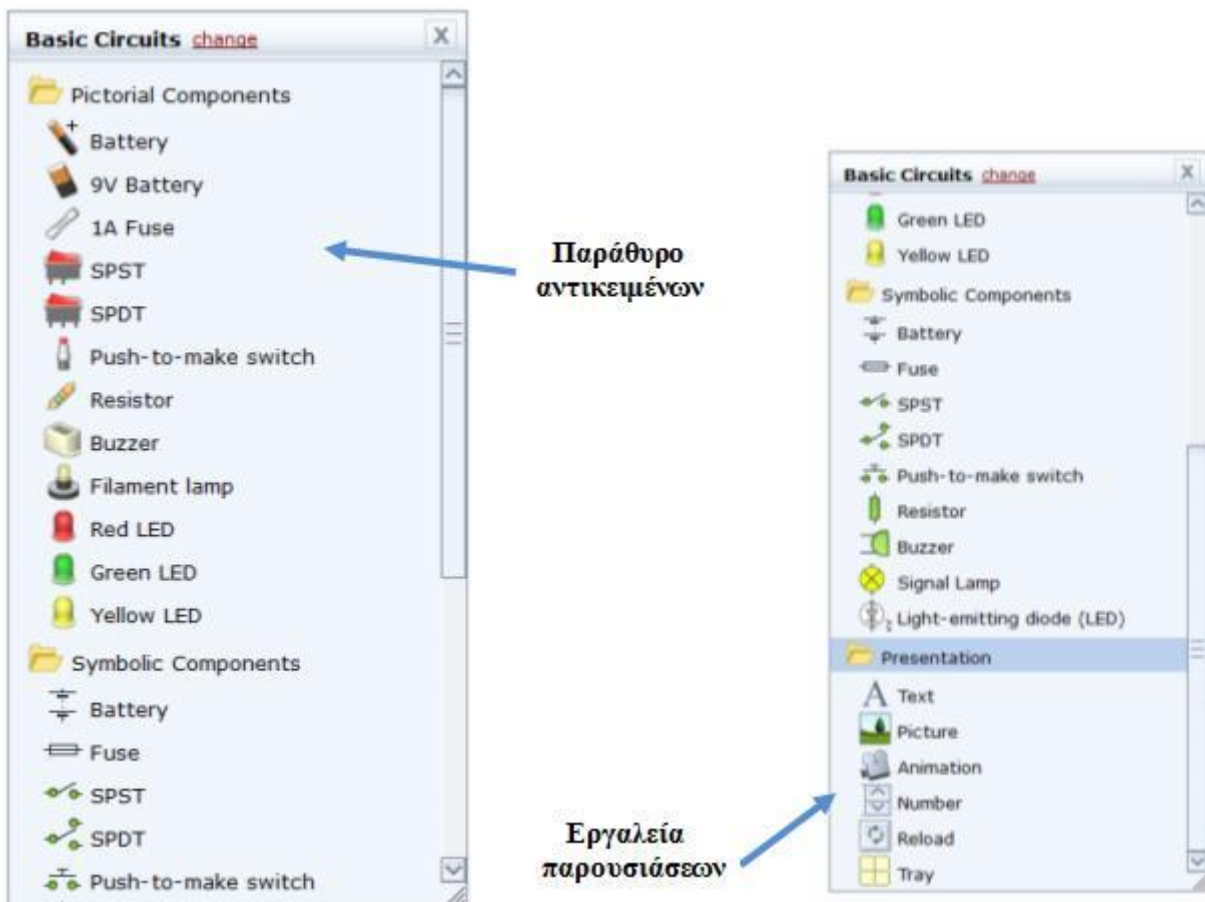 Basic Circuits change
Pictorial Components
Battery
9V Battery
1A Fuse
SPST
SPDT
Push-to-make switch
Resistor
Buzzer
Filament lamp
Red LED
Green LED
Yellow LED
Symbolic Components
Battery
Fuse
SPST
SPDT
Push-to-make switch
Παράθυρο
αντικειμένων
Εργαλεία
παρουσιάσεων
Basic Circuits change
Green LED
Yellow LED
Symbolic Components
Battery
Fuse
SPST
SPDT
Push-to-make switch
Resistor
Buzzer
Signal Lamp
Light-emitting diode (LED)
Presentation
Text
Picture
Animation
Number
Reload
Tray